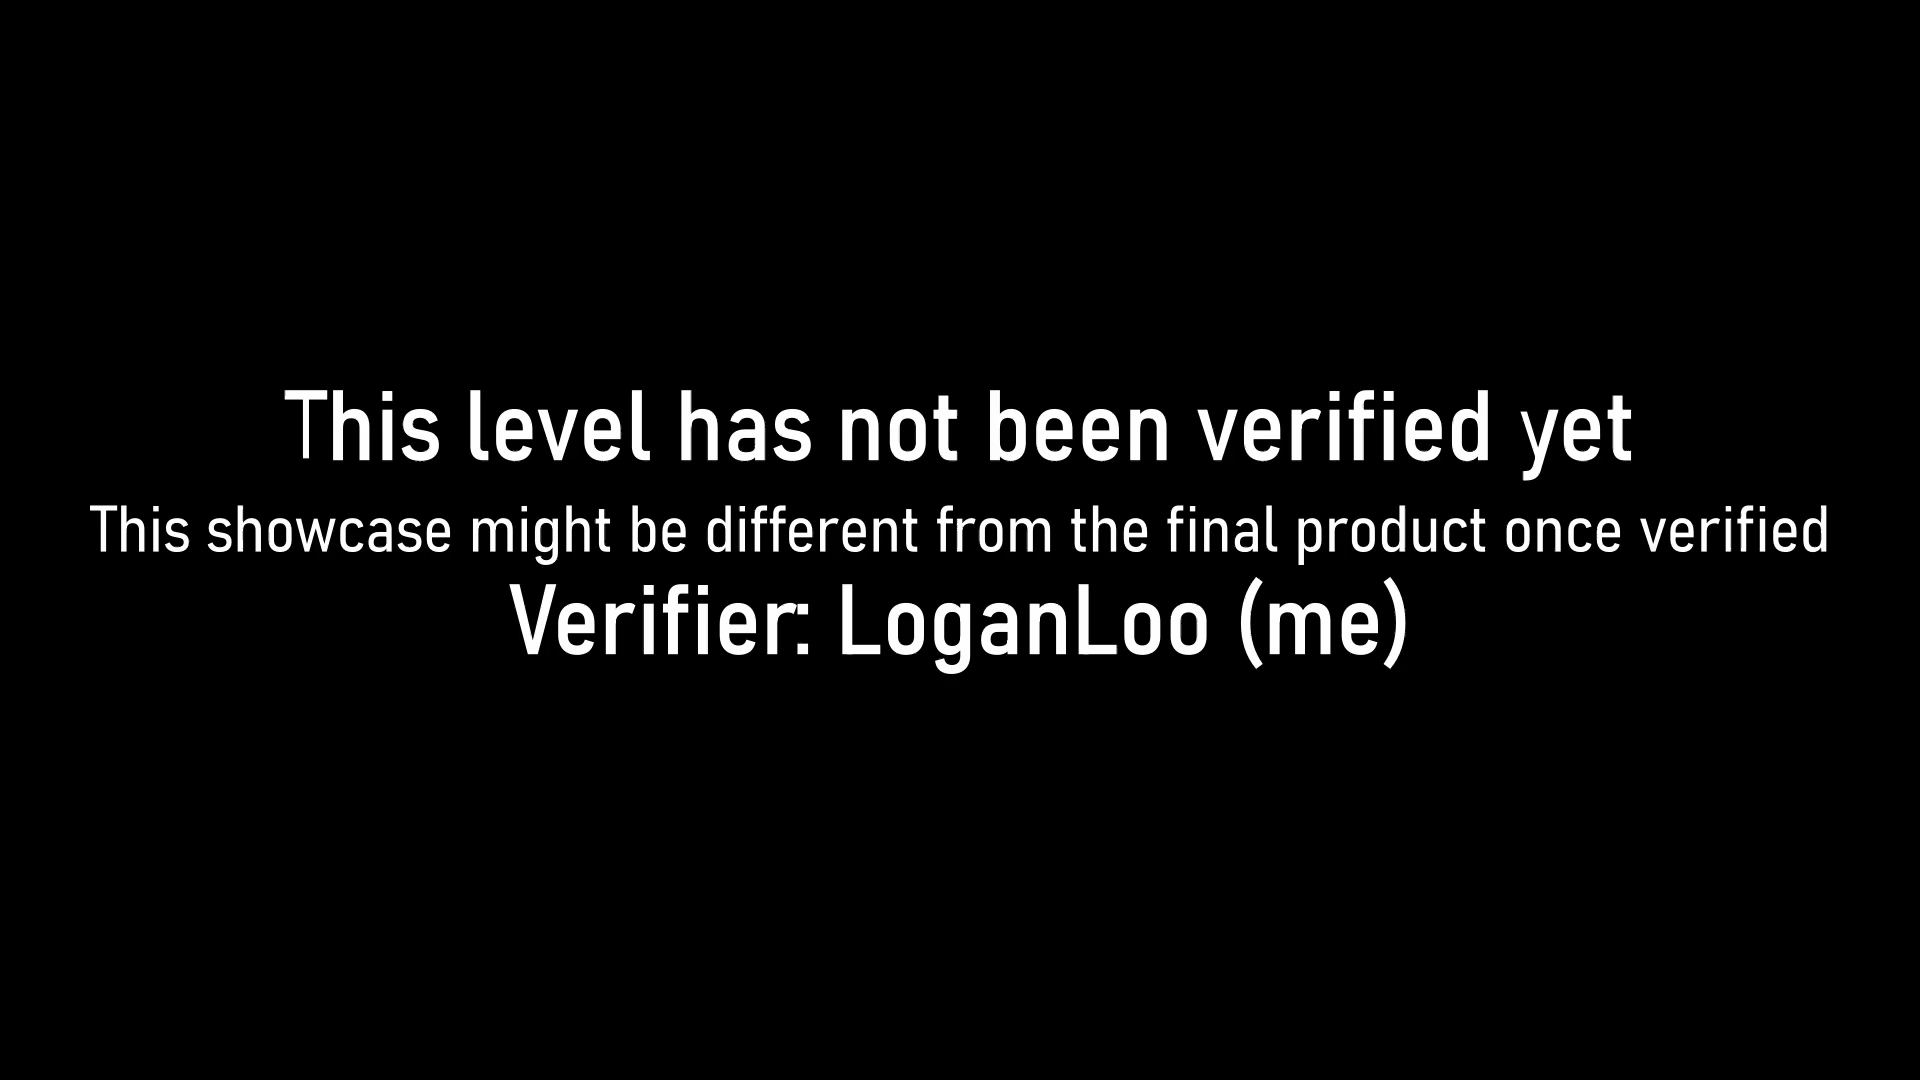 This level has not been verified yet
This showcase might be different from the final product once verified
Verifier: LoganLoo (me)